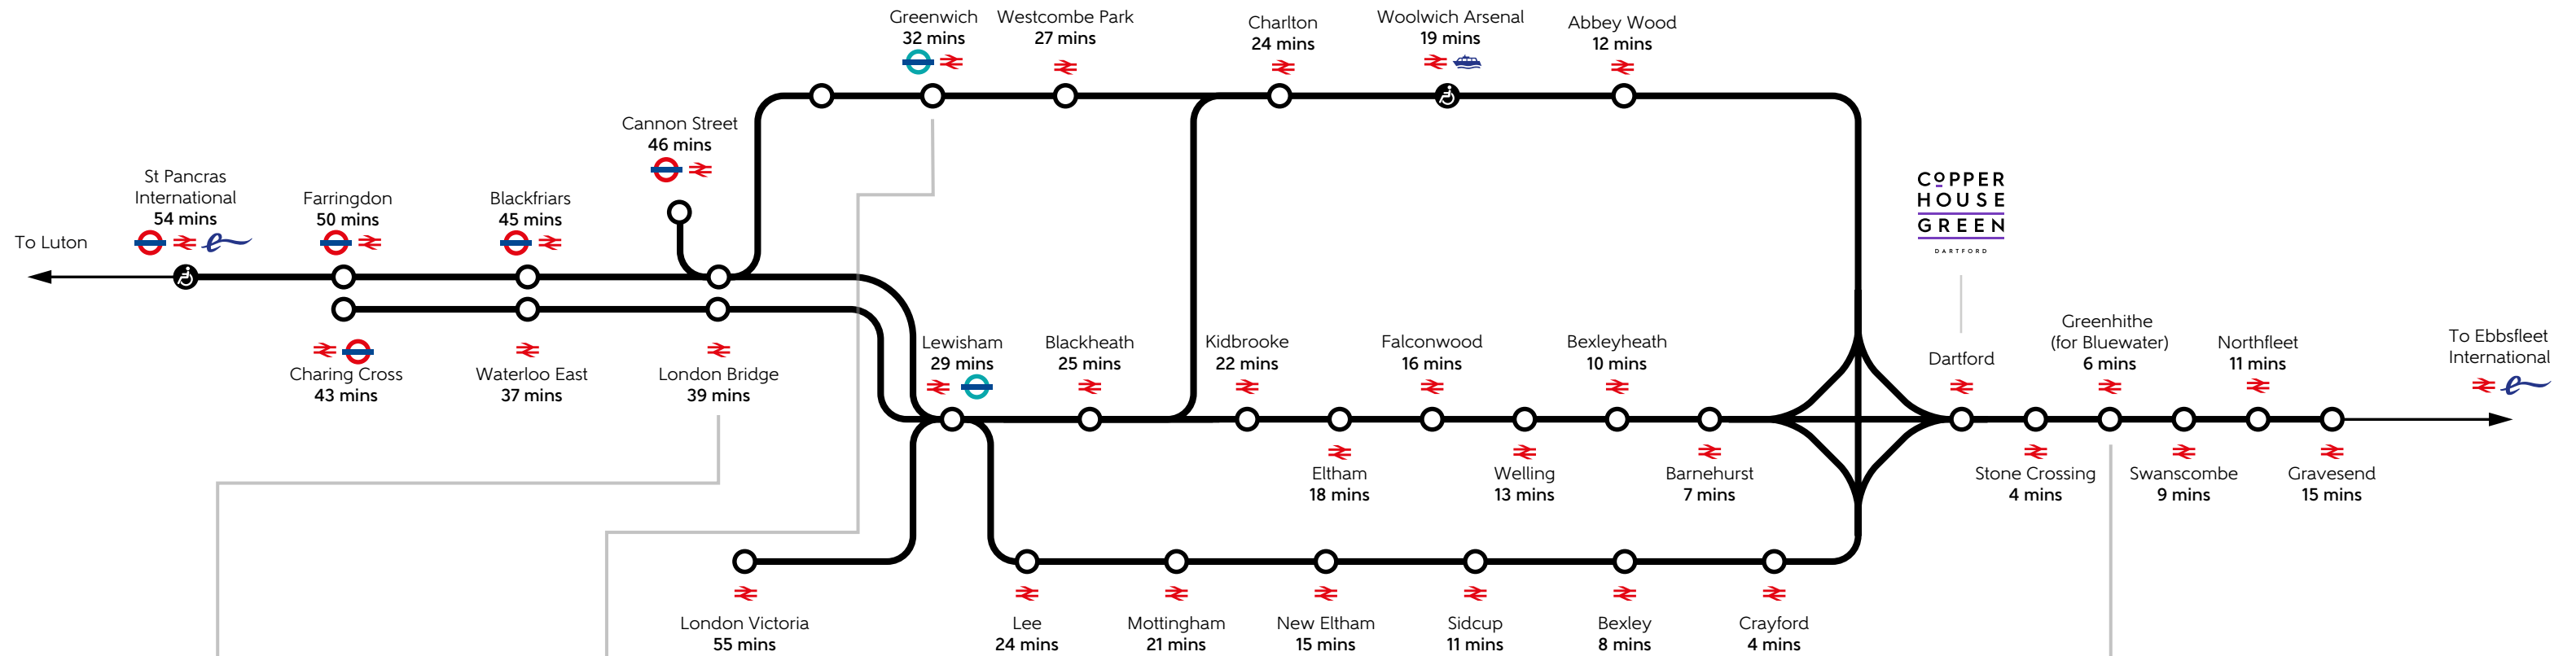 Greenwich
32 mins
Westcombe Park
27 mins
Charlton
24 mins
Woolwich Arsenal
19 mins
Abbey Wood
12 mins
Cannon Street
46 mins
St Pancras
International
54 mins
Farringdon
50 mins
Blackfriars
45 mins
To Luton
COPPER
HOUSE
GREEN
DARTFORD
Charing Cross
43 mins
Waterloo East
37 mins
London Bridge
39 mins
Lewisham
29 mins
Blackheath
25 mins
Kidbrooke
22 mins
Falconwood
16 mins
Bexleyheath
10 mins
Dartford
Greenhithe
(for Bluewater)
6 mins
Northfleet
11 mins
To Ebbsfleet
International
Eltham
18 mins
Welling
13 mins
Barnehurst
7 mins
Stone Crossing
4 mins
Swanscombe
9 mins
Gravesend
15 mins
London Victoria
55 mins
Lee
24 mins
Mottingham
21 mins
New Eltham
15 mins
Sidcup
11 mins
Bexley
8 mins
Crayford
4 mins